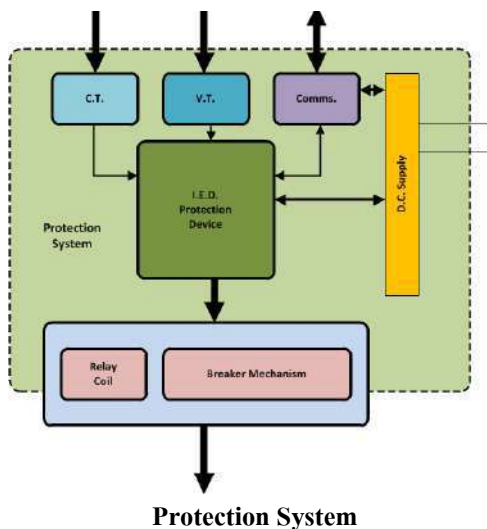 C.T.
V.T.
Comms.
D.C. Supply
I.E.D.
Protection
Device
Protection
System
Relay
Coil
Breaker Mechanism
Protection System